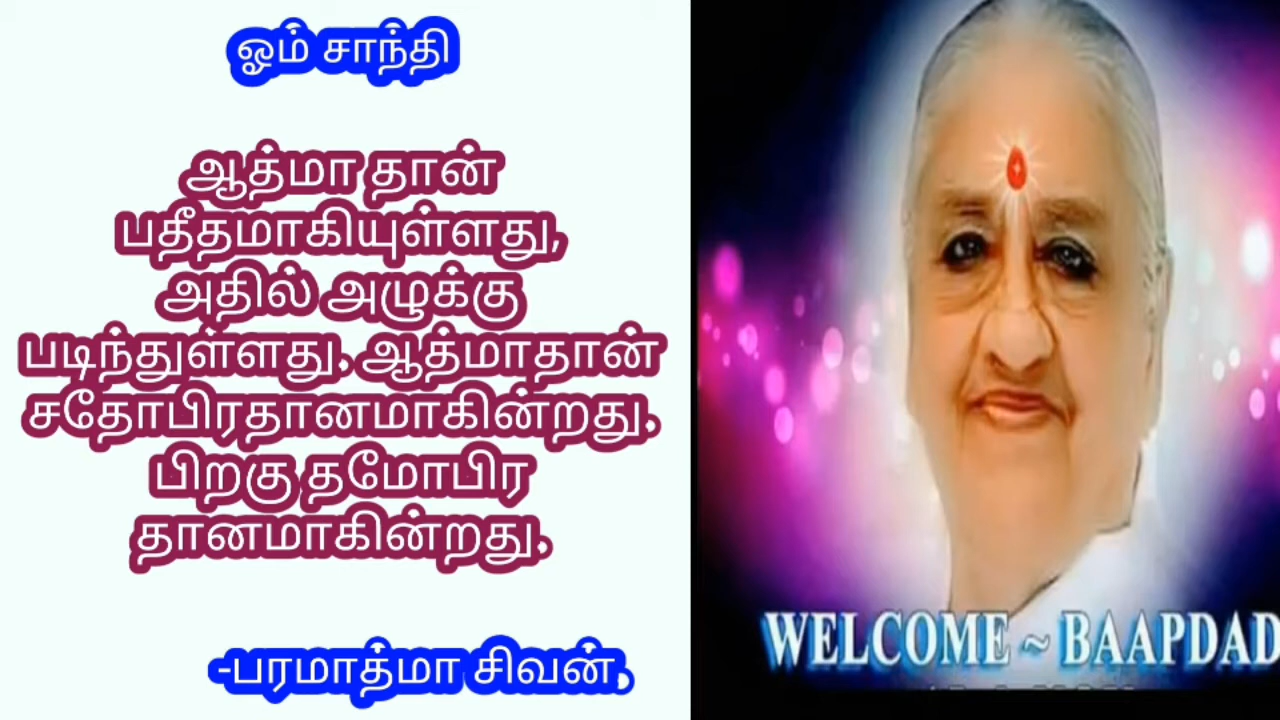 ஓம் சாந்தி
ஆத்மா தான்
பதீதமாகியுள்ளது,
அதில் அழுக்கு
படிந்துள்ளது. ஆத்மாதான்
சதோபிரதானமாகின்றது.
பிறகு தமோபிர
தானமாகின்றது.
-பரமாத்மா சிவன்,
WELCOME ~ BAAPDAD